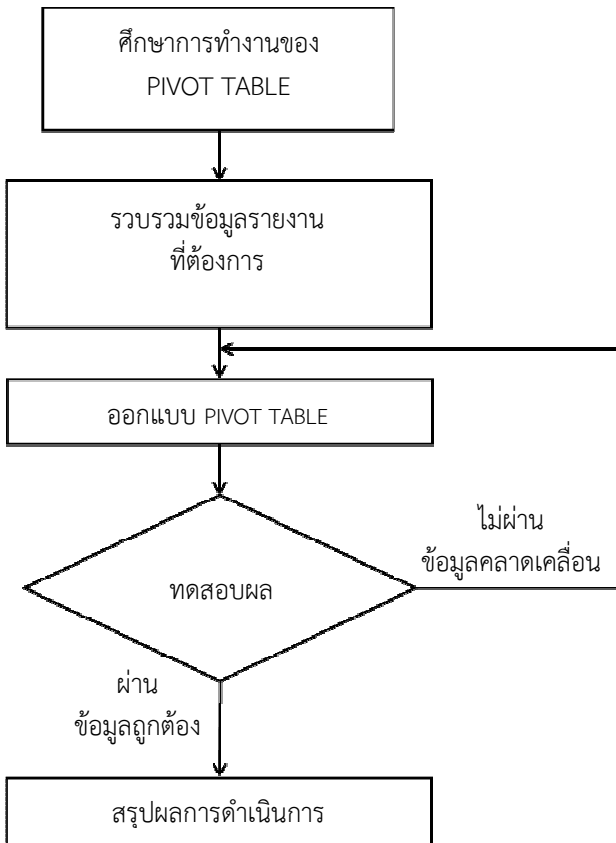 ศึกษาการทำงานของ
PIVOT TABLE
รวบรวมข้อมูลรายงาน
ที่ต้องการ
ออกแบบ PIVOT TABLE
ไม่ผ่าน
ข้อมูลคลาดเคลื่อน
ทดสอบผล
ผ่าน
ข้อมูลถูกต้อง
สรุปผลการดำเนินการ